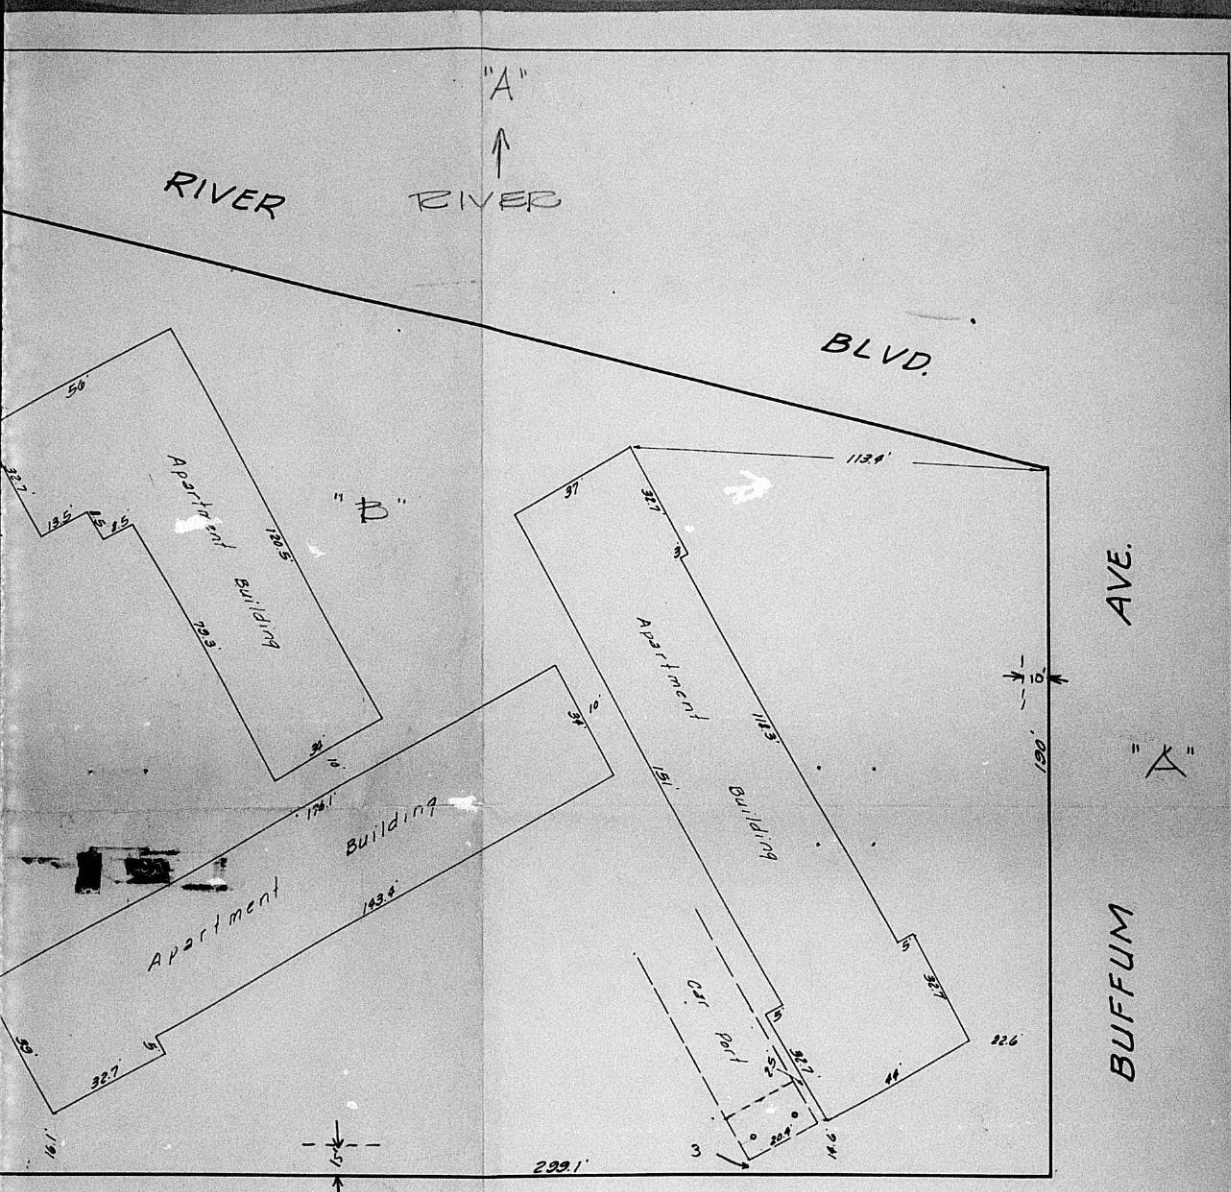 "A"
RIVER
RIVER
BLVD.
56'
113.4'
37'
32.7'
32.7'
13.5'
8.5'
"B"
Apartment
Building
120.5'
3'
79.3'
AVE.
Apartment
Building
118.3'
10'
190'
34'
10'
"A"
10'
176.1'
151'
Apartment Building
143.4'
BUFFUM
5'
32.7'
Car Port
5'
32.7'
25'
22.6'
5'
32.7'
44'
16.1'
15'
299.1'
3
20.4'
14.9'